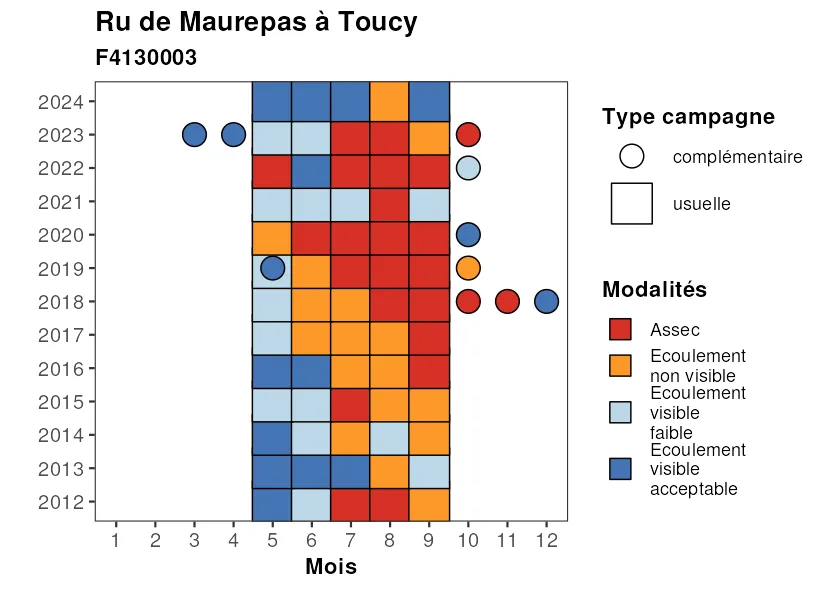 Ru de Maurepas à Toucy
F4130003
2024
2023
2022
2021
2020
2019
2018
2017
2016
2015
2014
2013
2012
1 2 3 4 5 6 7 8 9 10 11 12
Mois
Type campagne
complémentaire
usuelle
Modalités
Assec
Ecoulement
non visible
Ecoulement
visible
faible
Ecoulement
visible
acceptable